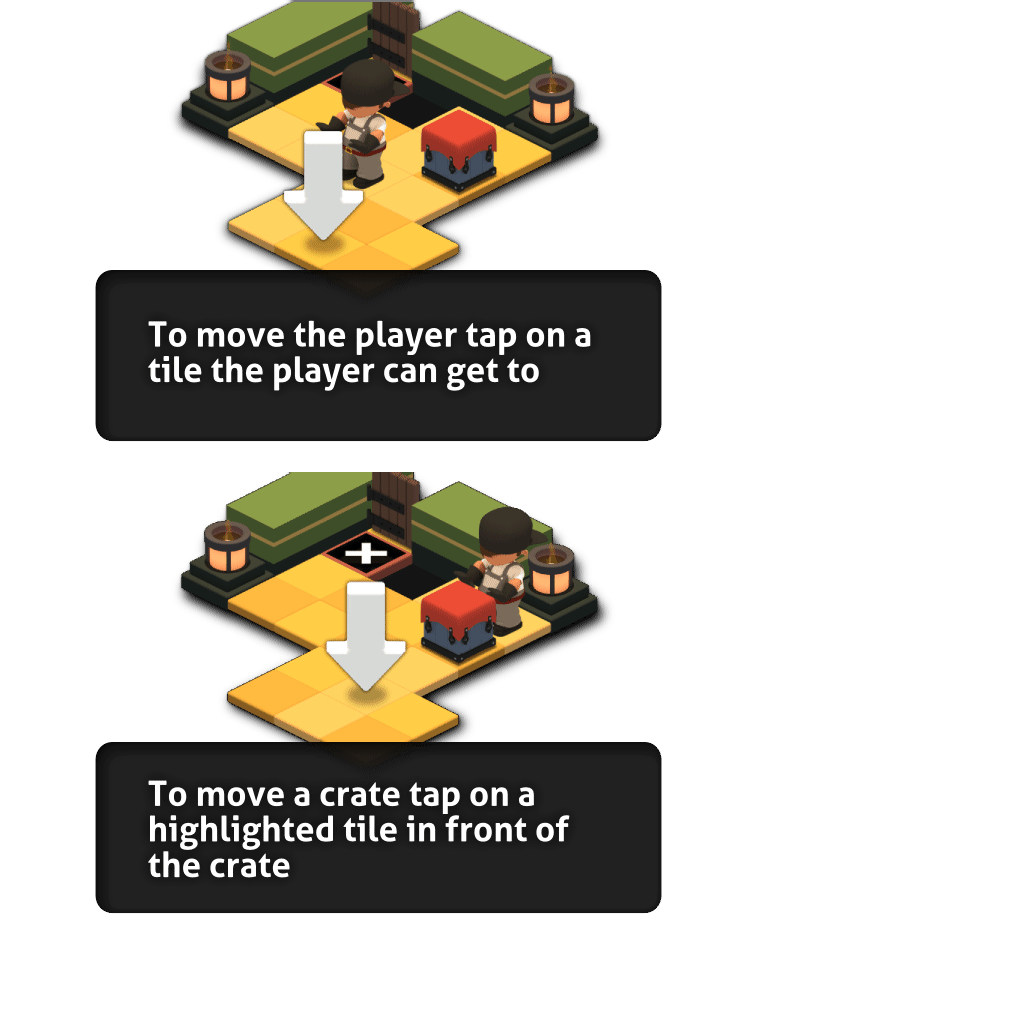 To move the player tap on a
tile the player can get to
To move a crate tap on a
highlighted tile in front of
the crate